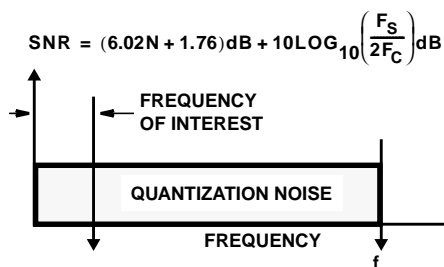 SNR = (6.02N + 1.76)dB + 10LOG10(FS/2FC)dB
FREQUENCY
OF INTEREST
QUANTIZATION NOISE
FREQUENCY
f